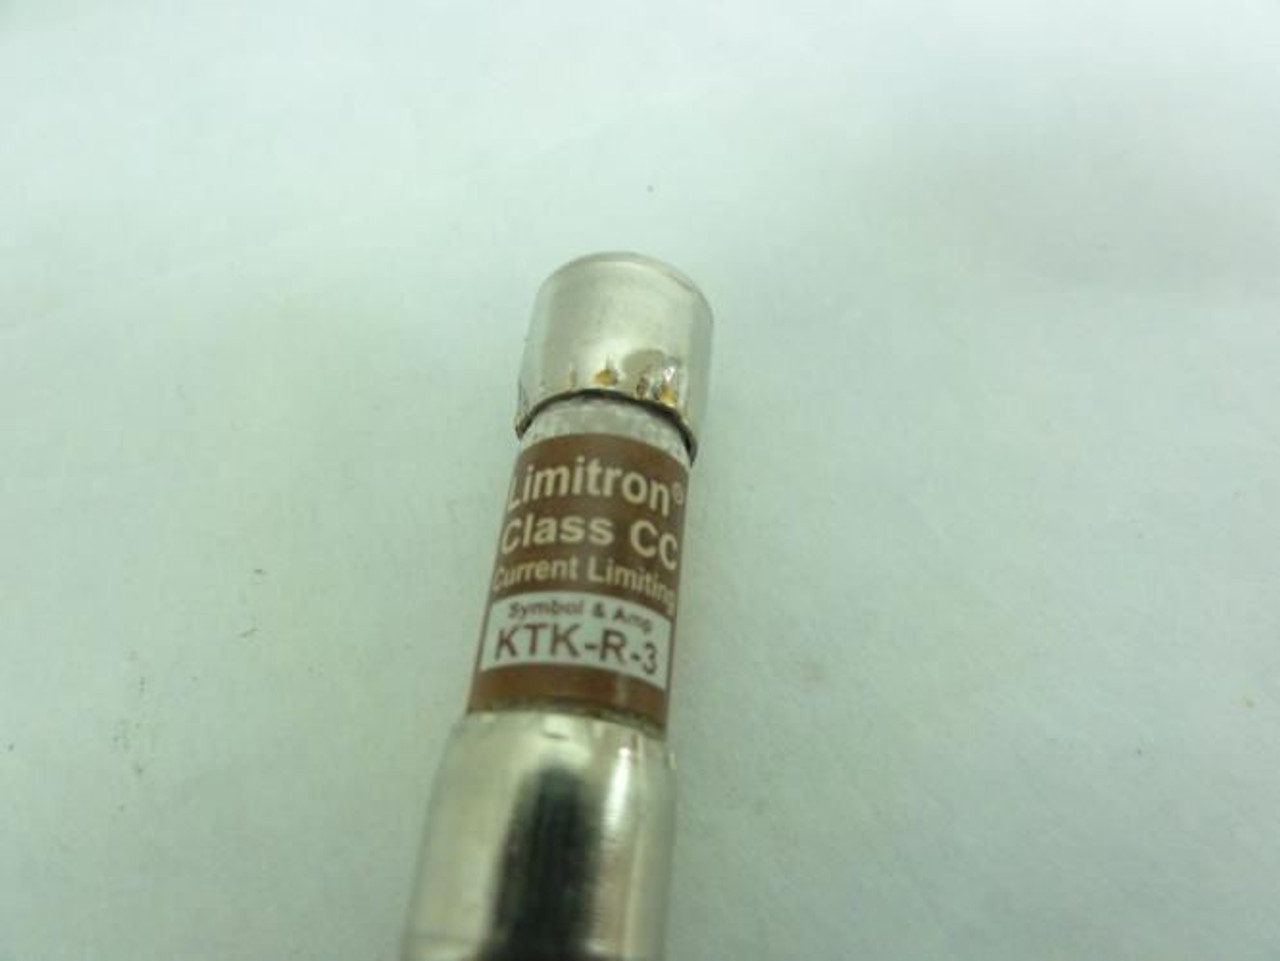 Limitron®
Class CC
Current Limiting
Symbol & Amp
KTK-R-3